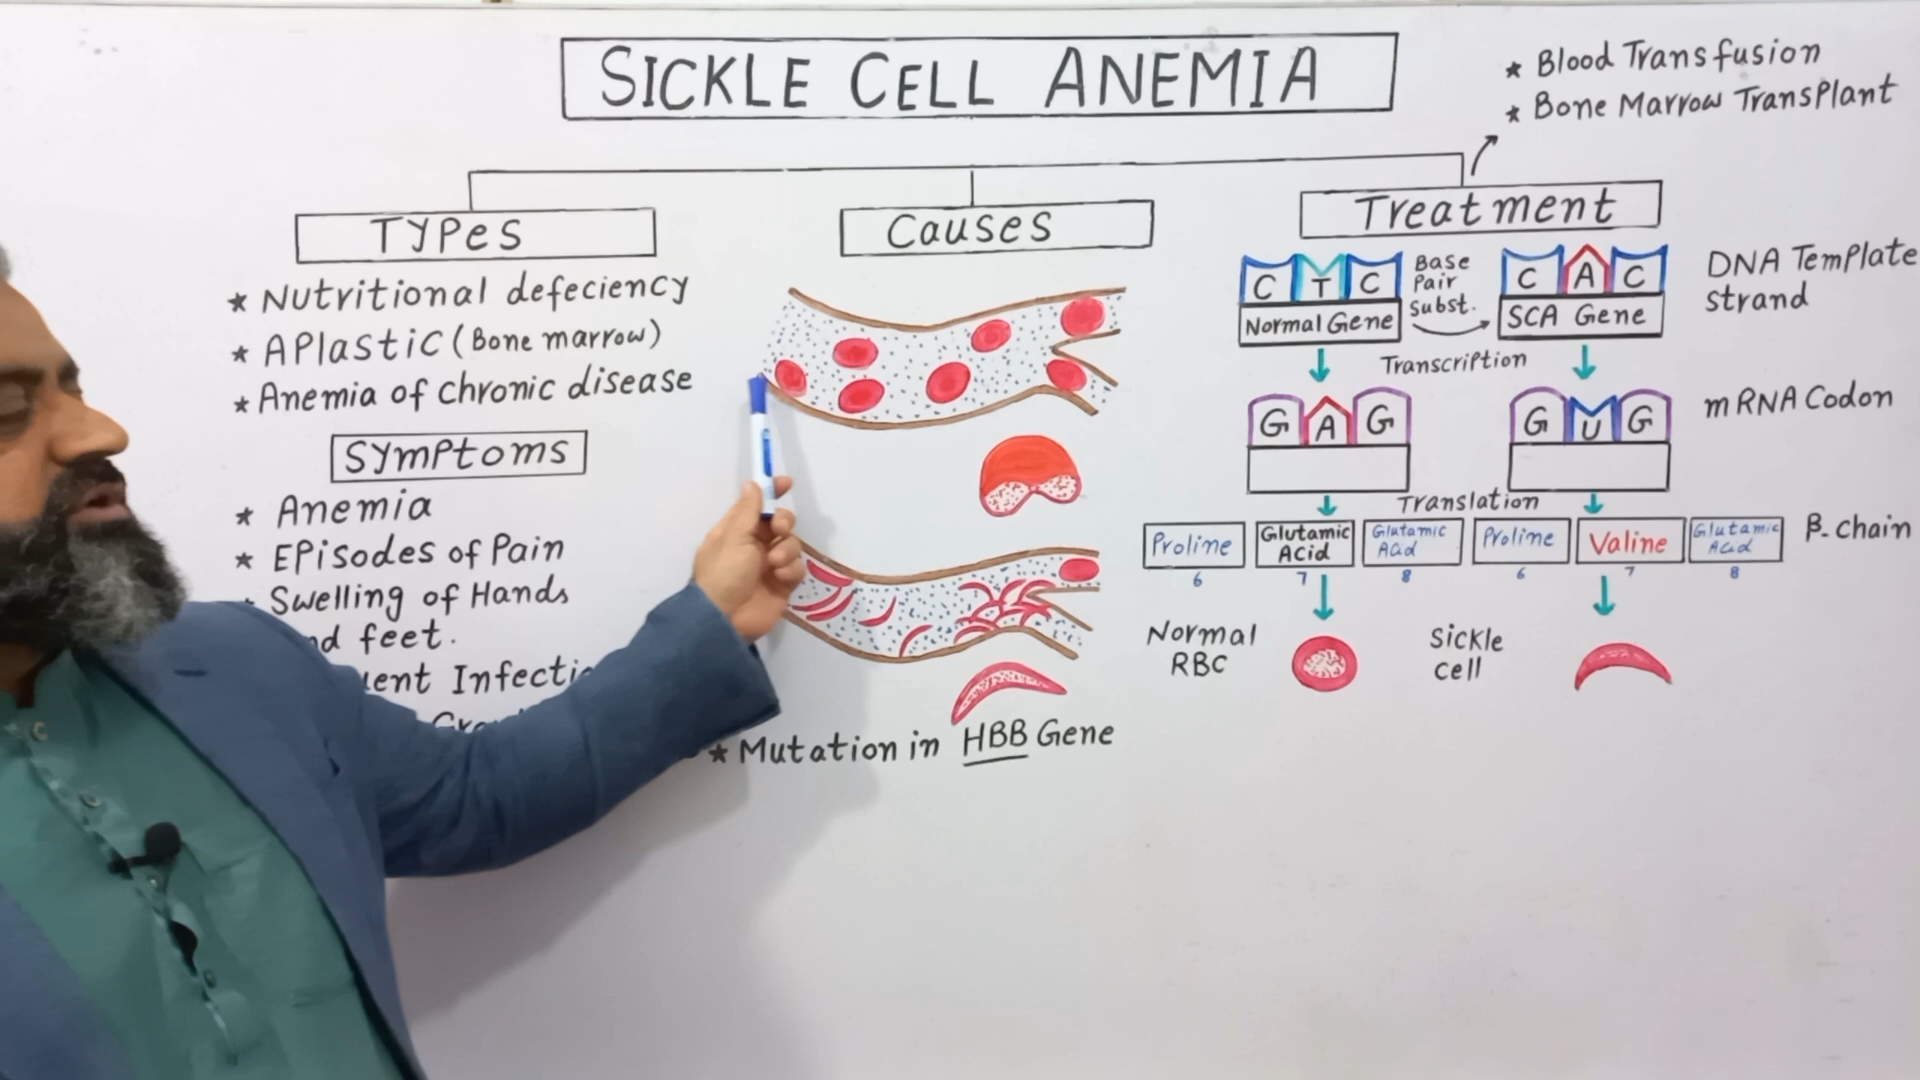 SICKLE CELL ANEMIA
★ Blood Transfusion
★ Bone Marrow TransPlant
TYPes
★ Nutritional defeciency
★ APlastic (Bone marrow)
★ Anemia of chronic disease
SymPtoms
★ Anemia
★ EPisodes of Pain
Swelling of Hands
nd feet.
uent Infecti
Causes
★ Mutation in HBB Gene
Treatment
C T C
Normal Gene
Base
Pair
Subst.
C A C
SCA Gene
DNA TemPlate
strand
Transcription
G A G
G U G
mRNA Codon
Translation
Proline
Glutamic
ACid
Glutamic
Acid
Proline
Valine
Glutamic
Acid
β-chain
6 7 8 6 7 8
Normal
RBC
Sickle
cell